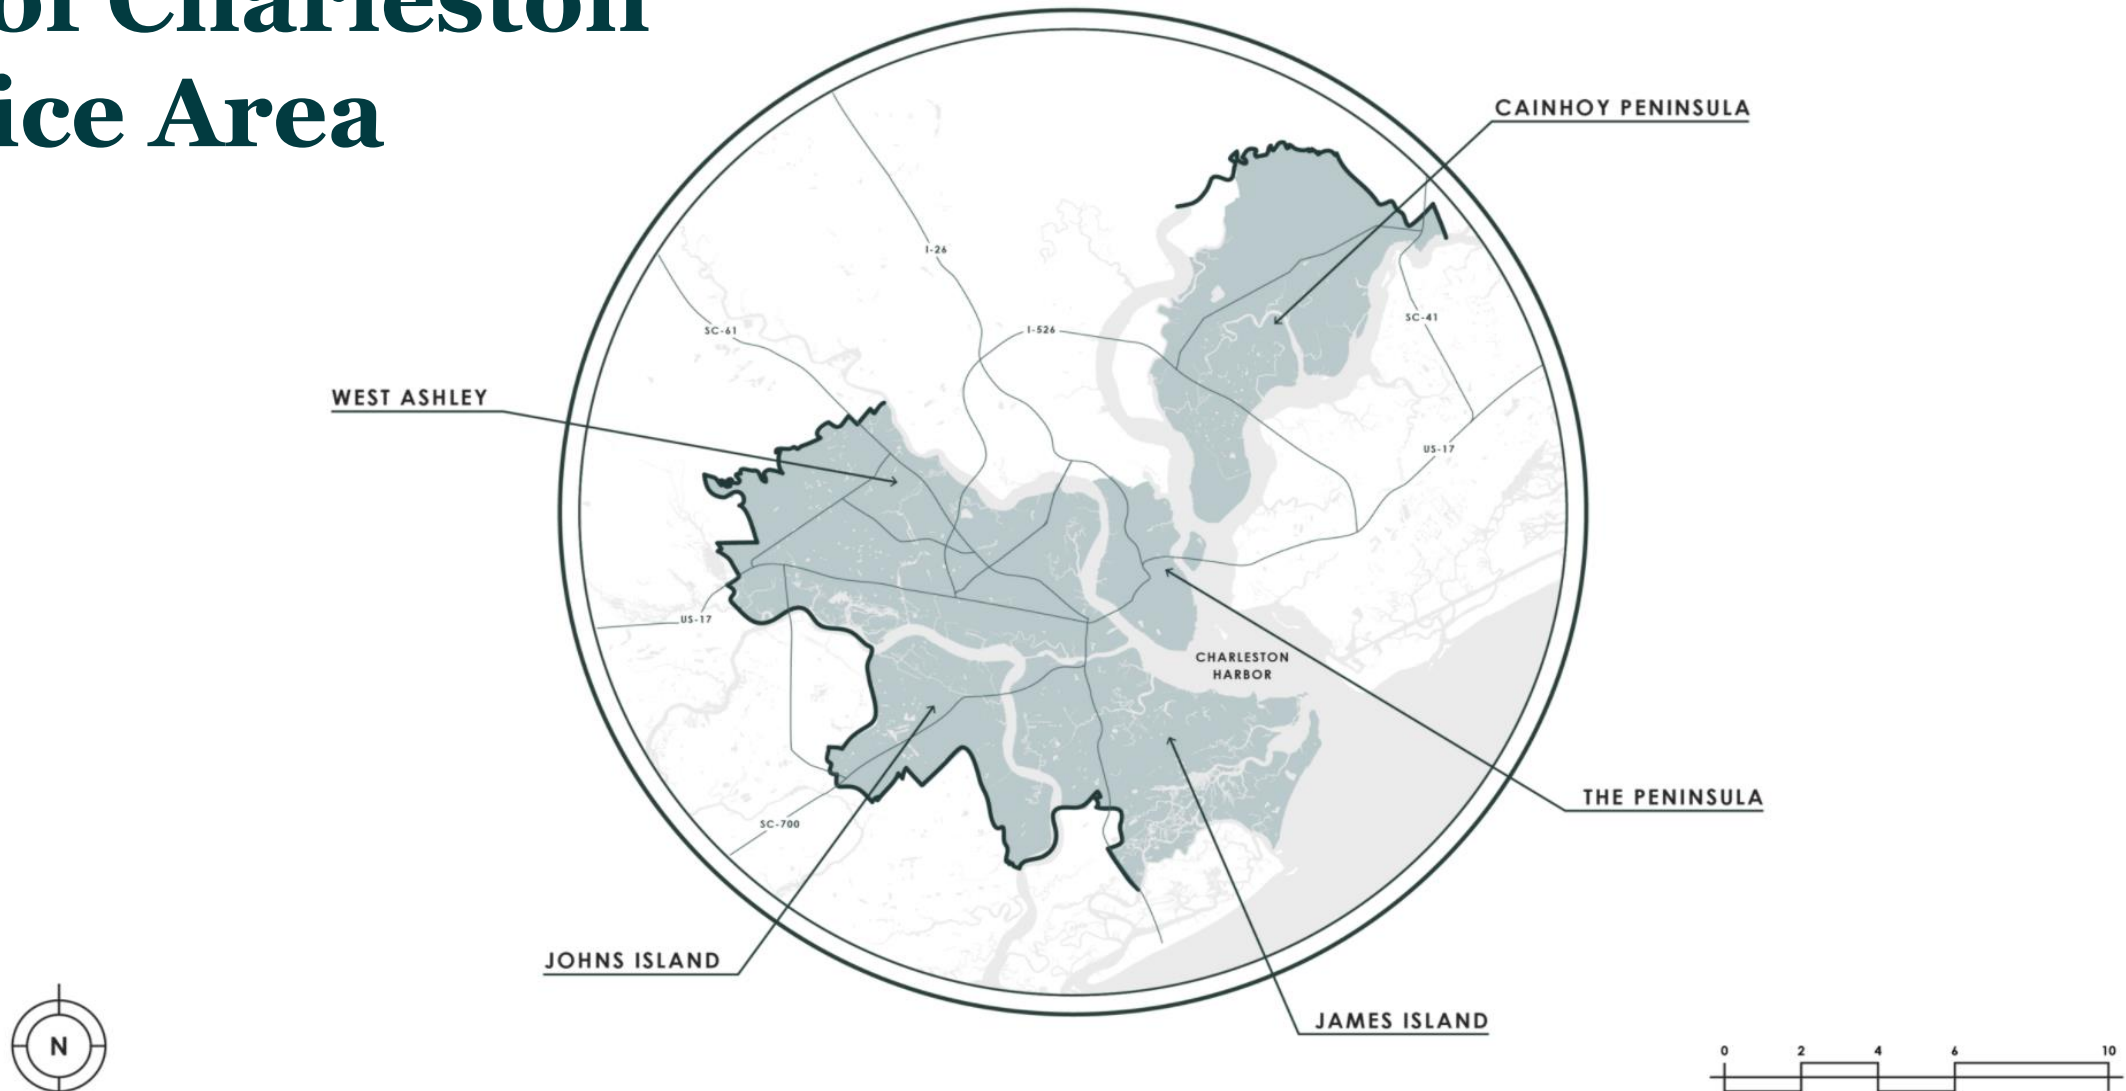 of Charleston
ice Area
CAINHOY PENINSULA
I-26
SC-61
I-526
SC-41
WEST ASHLEY
US-17
US-17
CHARLESTON
HARBOR
THE PENINSULA
SC-700
JOHNS ISLAND
JAMES ISLAND
N
0 2 4 6 10